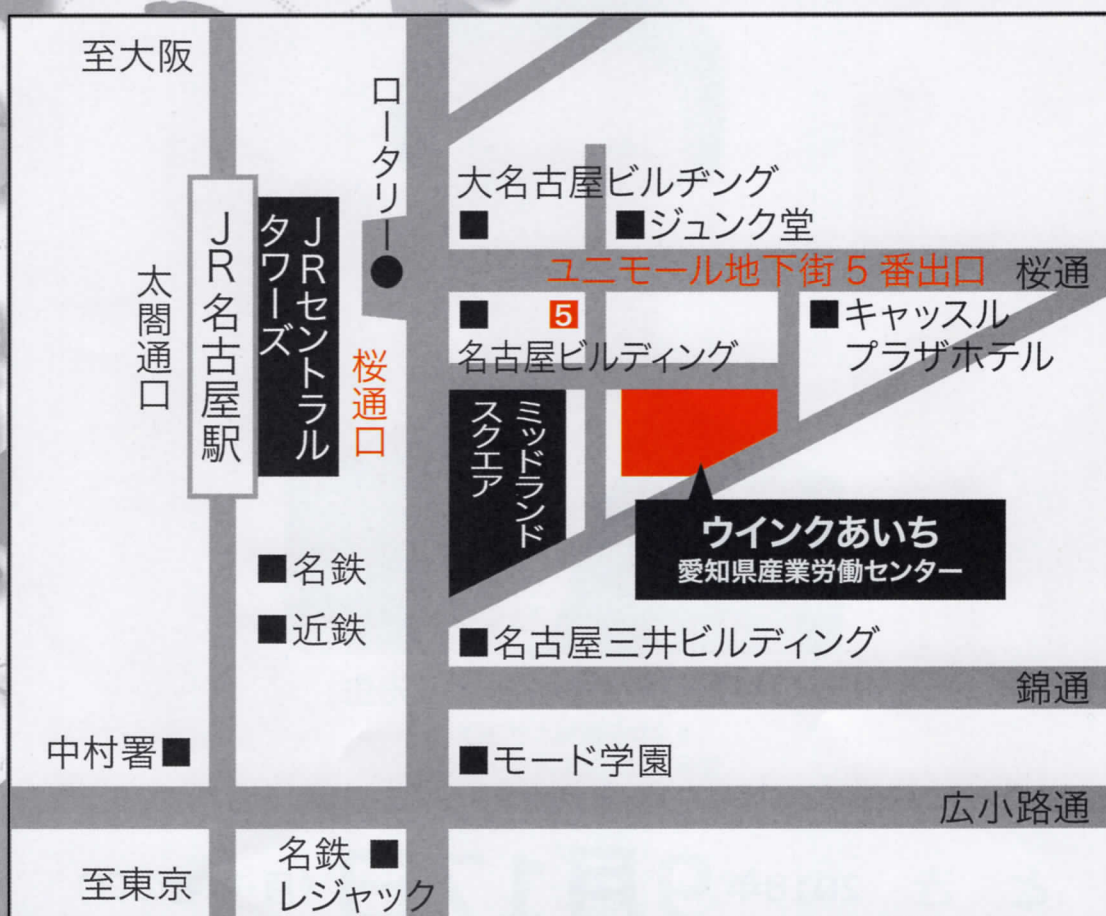 至大阪
ロータリー
大名古屋ビルヂング
■ ■ジュンク堂
ユニモール地下街 5 番出口
桜通
JR名古屋駅
JRセントラル
タワーズ
太閤通口
桜通口
■ 5
名古屋ビルディング
■キャッスル
プラザホテル
ミッドランド
スクエア
ウインクあいち
愛知県産業労働センター
■名鉄
■近鉄
■名古屋三井ビルディング
錦通
中村署■
■モード学園
広小路通
名鉄 ■
レジャック
至東京